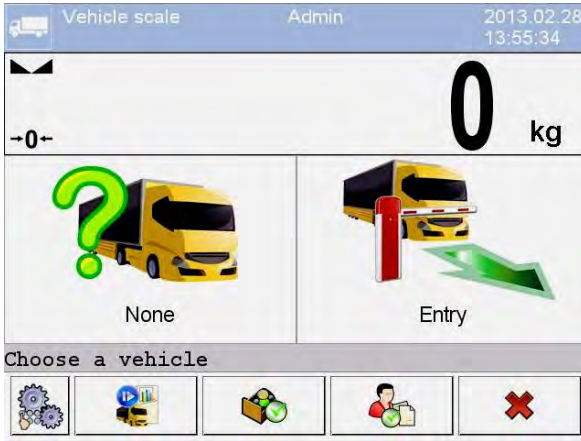 Vehicle scale Admin 2013.02.28
13:55:34
→0← 0 kg
None Entry
Choose a vehicle